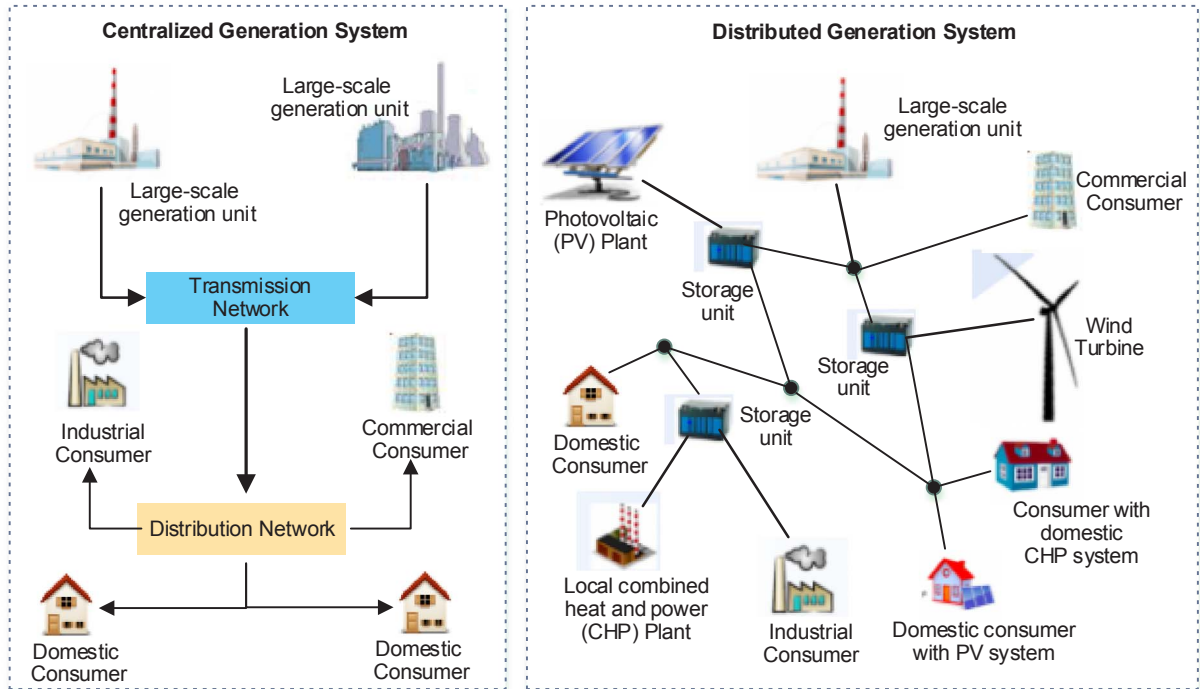 Centralized Generation System
Large-scale
generation unit
Large-scale
generation unit
Transmission
Network
Industrial
Consumer
Commercial
Consumer
Distribution Network
Domestic
Consumer
Domestic
Consumer
Distributed Generation System
Large-scale
generation unit
Photovoltaic
(PV) Plant
Commercial
Consumer
Storage
unit
Storage
unit
Wind
Turbine
Domestic
Consumer
Storage
unit
Consumer with
domestic
CHP system
Local combined
heat and power
(CHP) Plant
Industrial
Consumer
Domestic consumer
with PV system